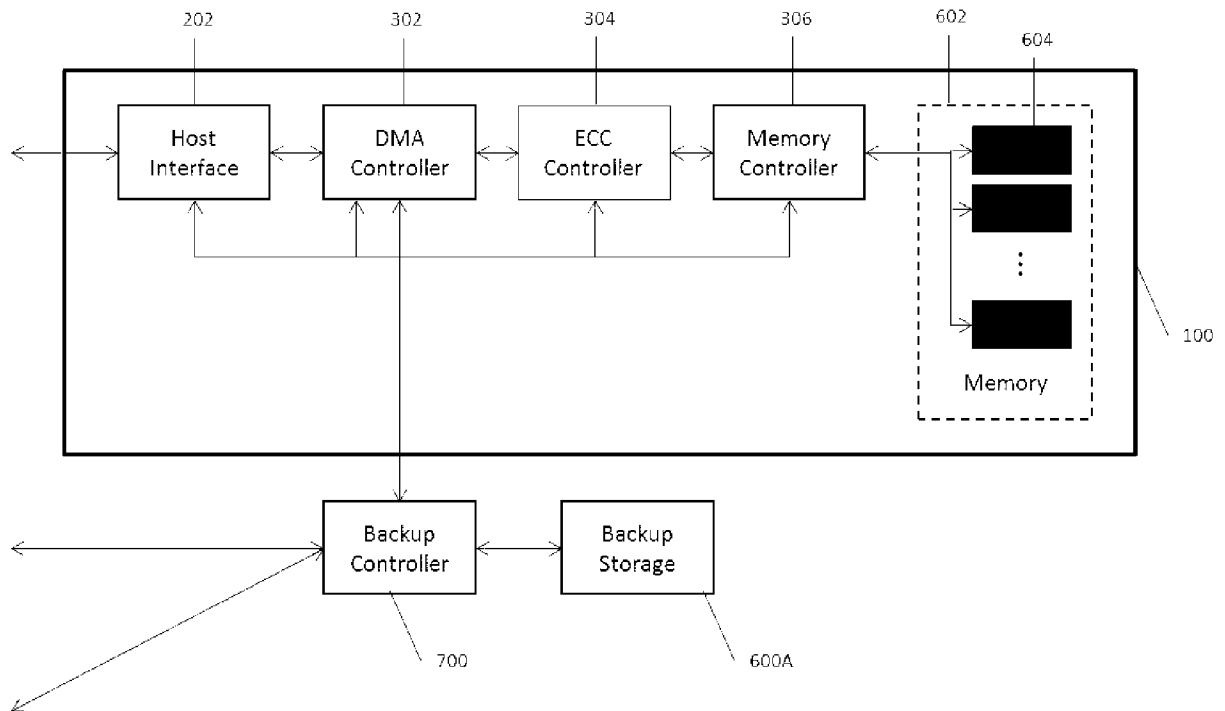 202
302
304
306
602
604
Host
Interface
DMA
Controller
ECC
Controller
Memory
Controller
Memory
100
Backup
Controller
Backup
Storage
700
600A